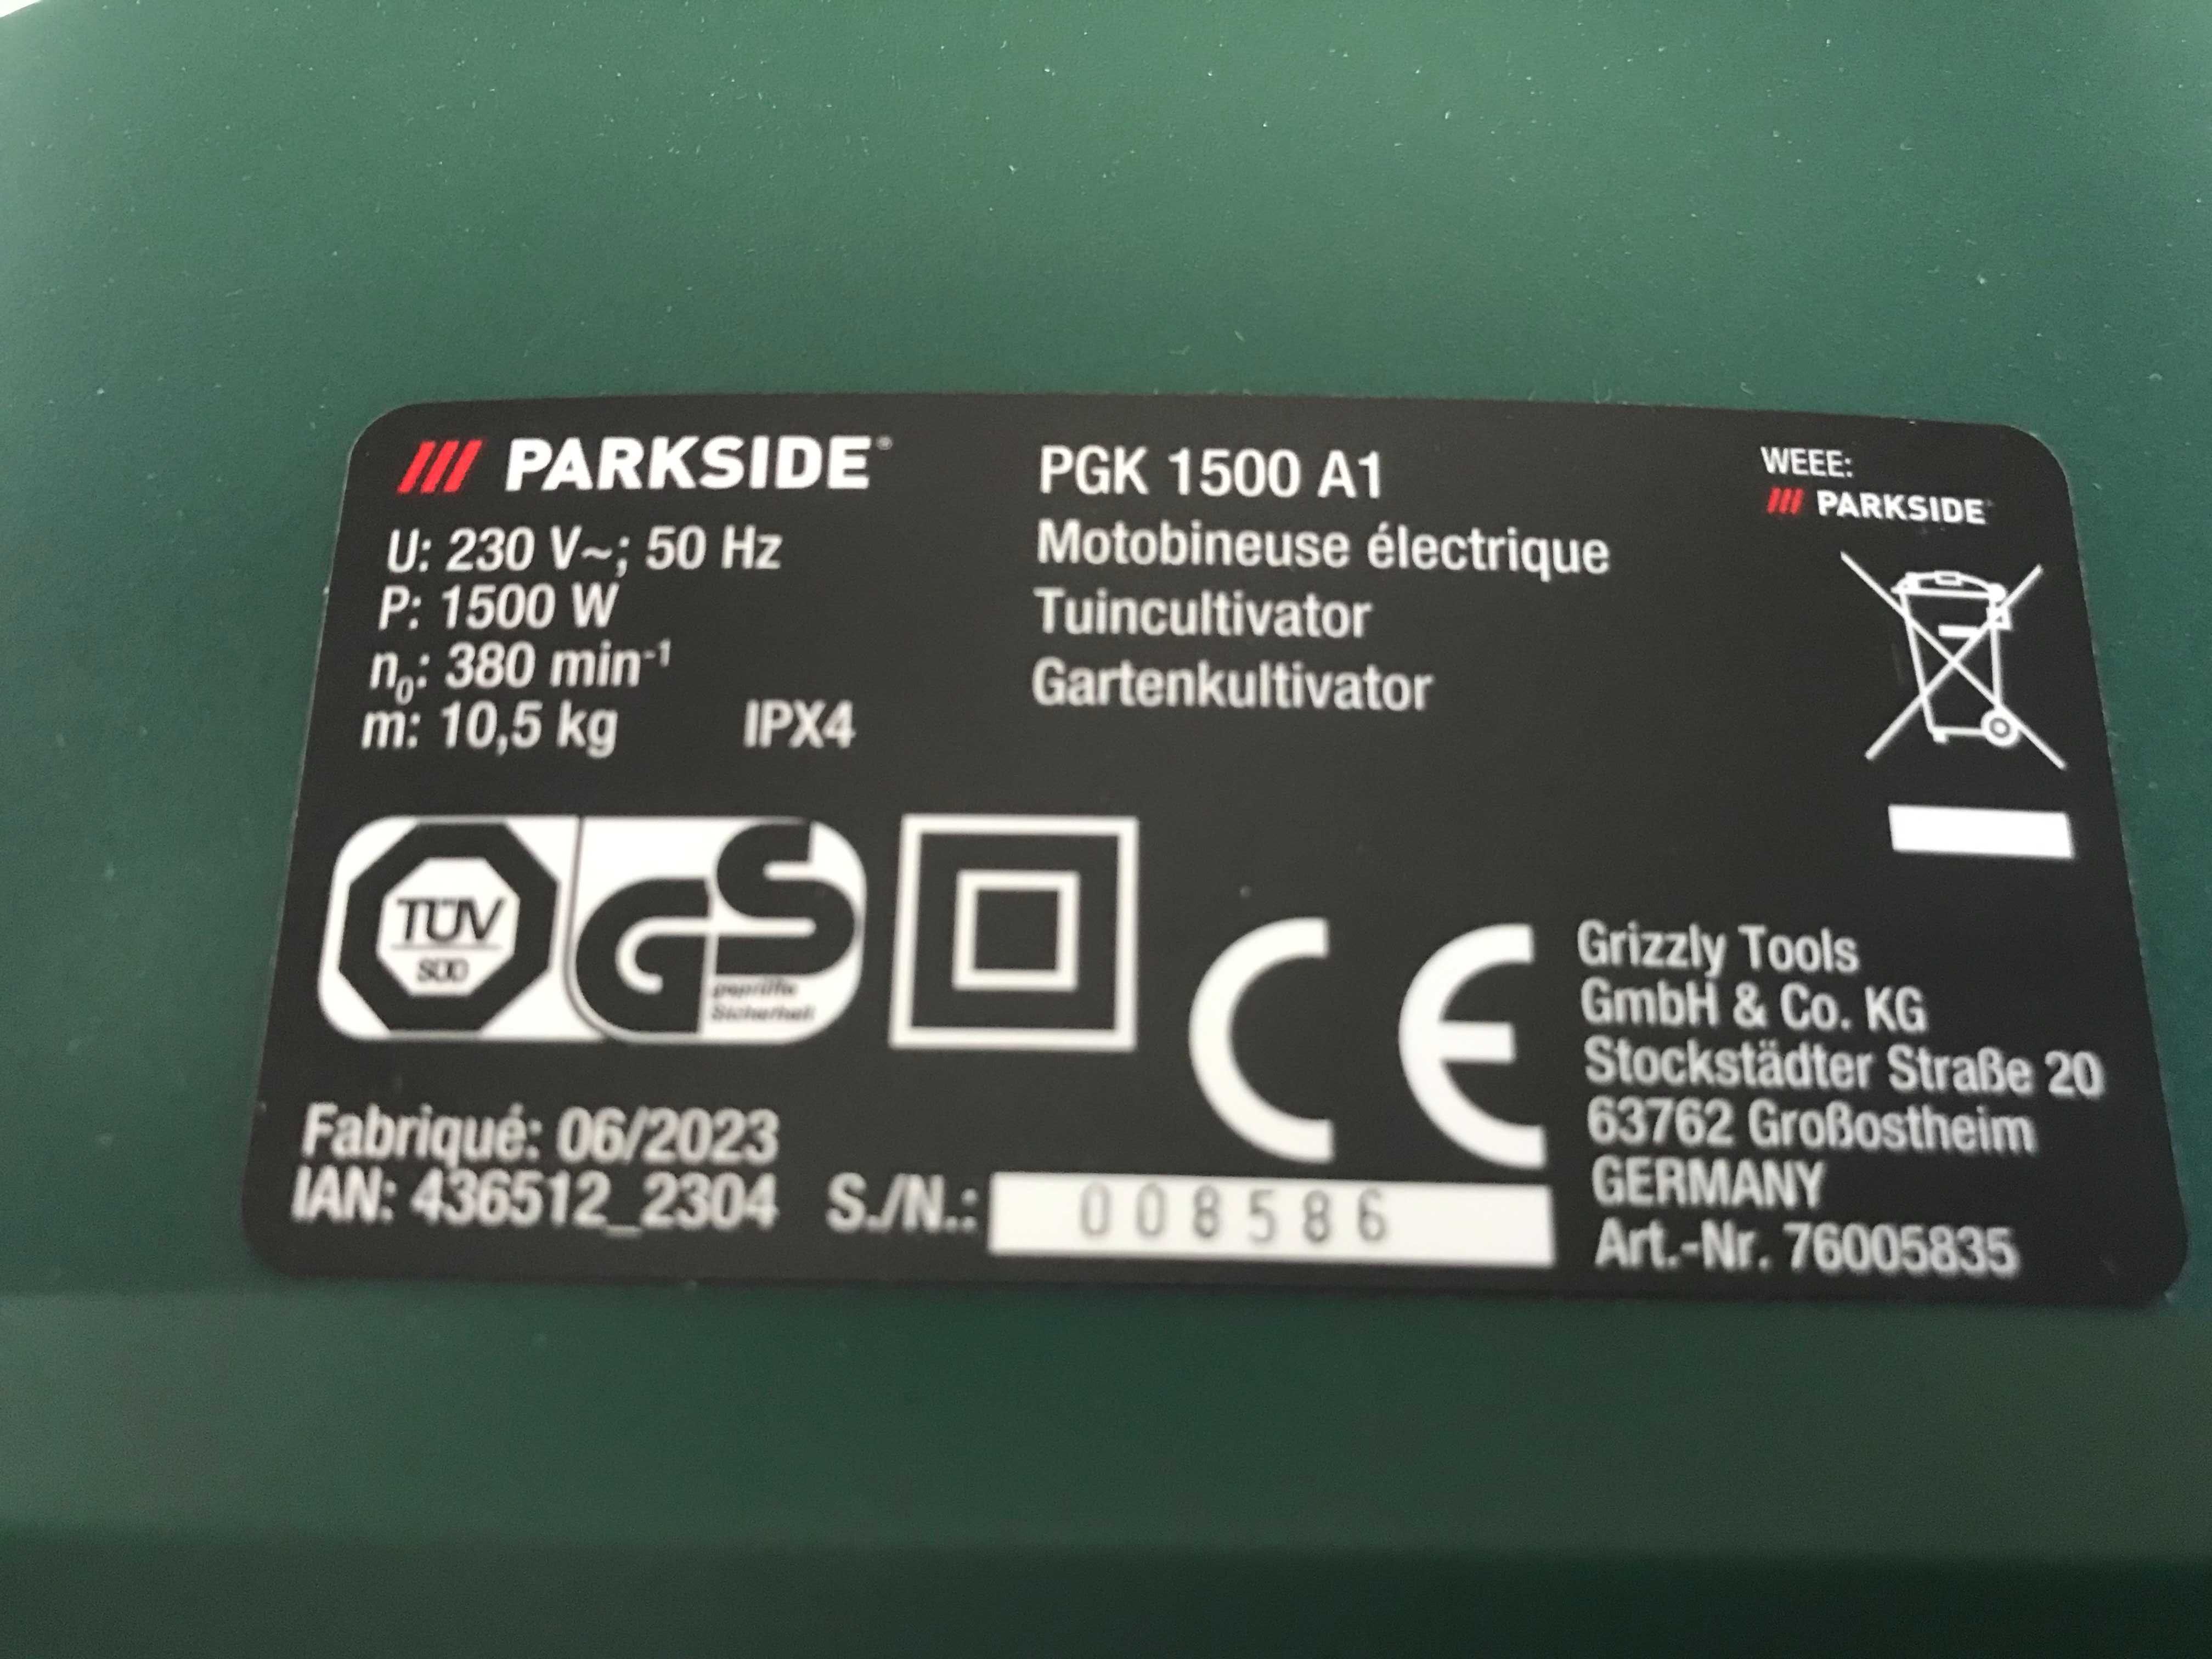 PARKSIDE®
U: 230 V~; 50 Hz
P: 1500 W
n₀: 380 min⁻¹
m: 10,5 kg IPX4
PGK 1500 A1
Motobineuse électrique
Tuincultivator
Gartenkultivator
WEEE:
PARKSIDE
TÜV
SÜD
GS
geprüfte
Sicherheit
CE
Grizzly Tools
GmbH & Co. KG
Stockstädter Straße 20
63762 Großostheim
GERMANY
Art.-Nr. 76005835
Fabriqué: 06/2023
IAN: 436512_2304 S./N.: 008586